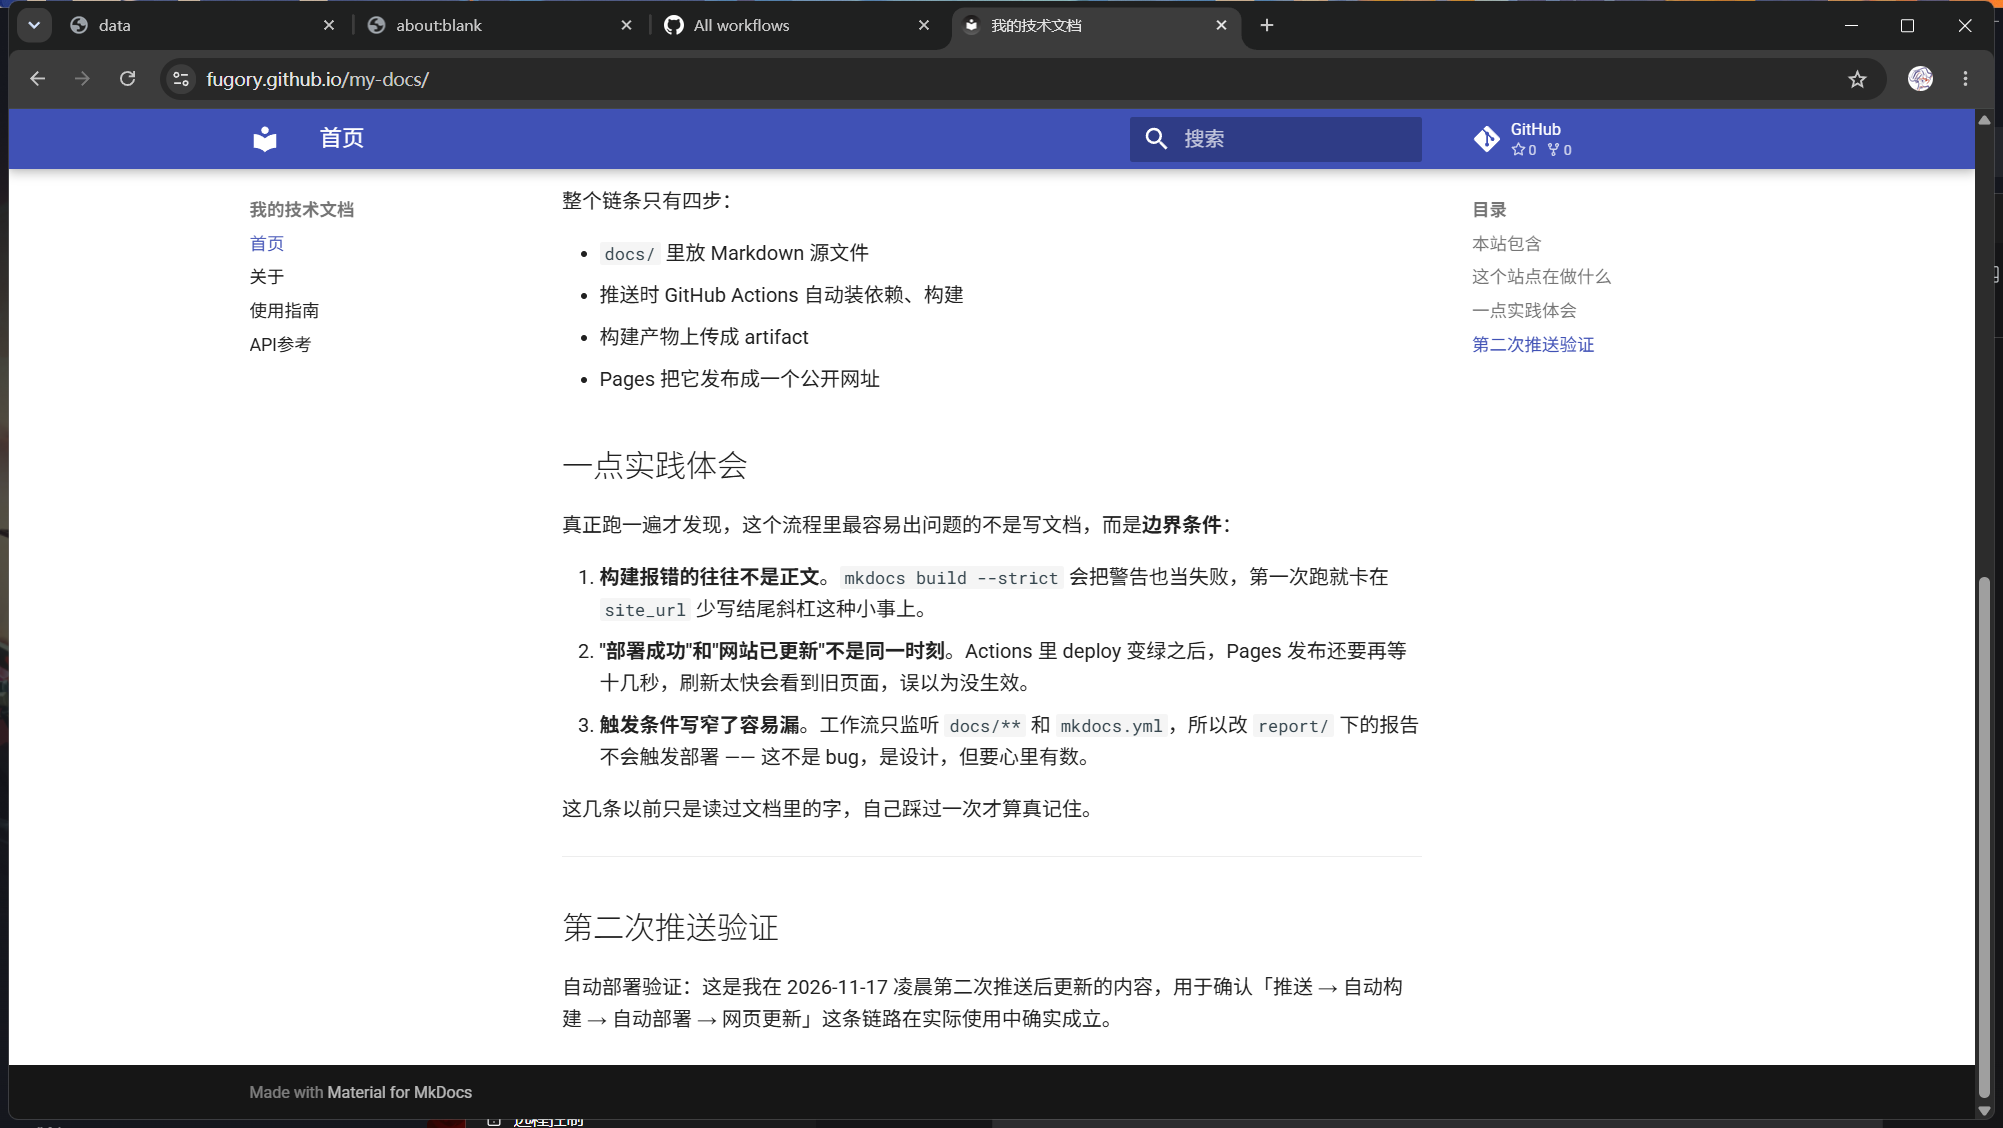 data
about:blank
All workflows
我的技术文档
fugory.github.io/my-docs/
首页
搜索
GitHub
0 0
我的技术文档
首页
关于
使用指南
API参考
整个链条只有四步：
docs/ 里放 Markdown 源文件
推送时 GitHub Actions 自动装依赖、构建
构建产物上传成 artifact
Pages 把它发布成一个公开网址
一点实践体会
真正跑一遍才发现，这个流程里最容易出问题的不是写文档，而是边界条件：
1. 构建报错的往往不是正文。mkdocs build --strict 会把警告也当失败，第一次跑就卡在
site_url 少写结尾斜杠这种小事上。
2. "部署成功"和"网站已更新"不是同一时刻。Actions 里 deploy 变绿之后，Pages 发布还要再等
十几秒，刷新太快会看到旧页面，误以为没生效。
3. 触发条件写窄了容易漏。工作流只监听 docs/** 和 mkdocs.yml，所以改 report/ 下的报告
不会触发部署 —— 这不是 bug，是设计，但要心里有数。
这几条以前只是读过文档里的字，自己踩过一次才算真记住。
第二次推送验证
自动部署验证：这是我在 2026-11-17 凌晨第二次推送后更新的内容，用于确认「推送 → 自动构
建 → 自动部署 → 网页更新」这条链路在实际使用中确实成立。
目录
本站包含
这个站点在做什么
一点实践体会
第二次推送验证
Made with Material for MkDocs
远程控制